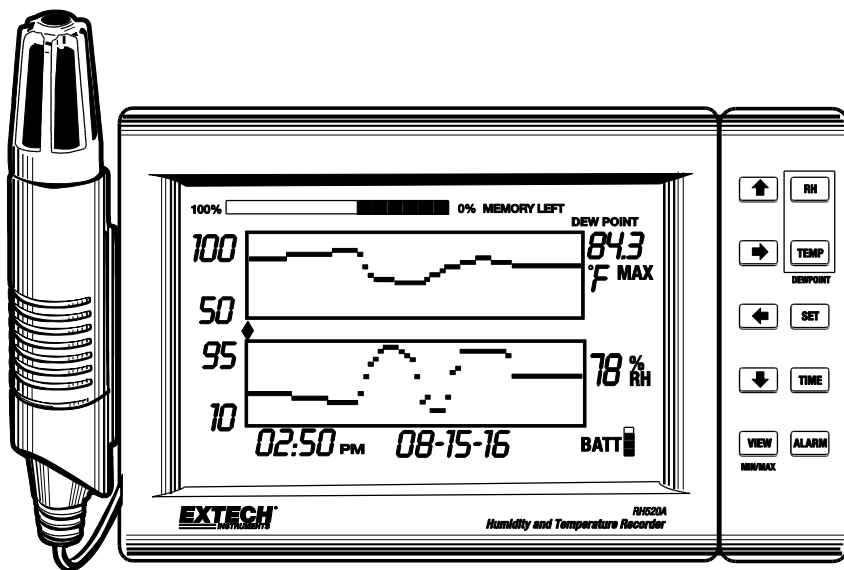 100% 0% MEMORY LEFT
DEW POINT
100 84.3
°F MAX
50
95 78 % RH
10
02:50 PM 08-15-16 BATT
EXTECH
INSTRUMENTS
RH520A
Humidity and Temperature Recorder
RH
TEMP
DEWPOINT
SET
TIME
VIEW ALARM
MIN/MAX